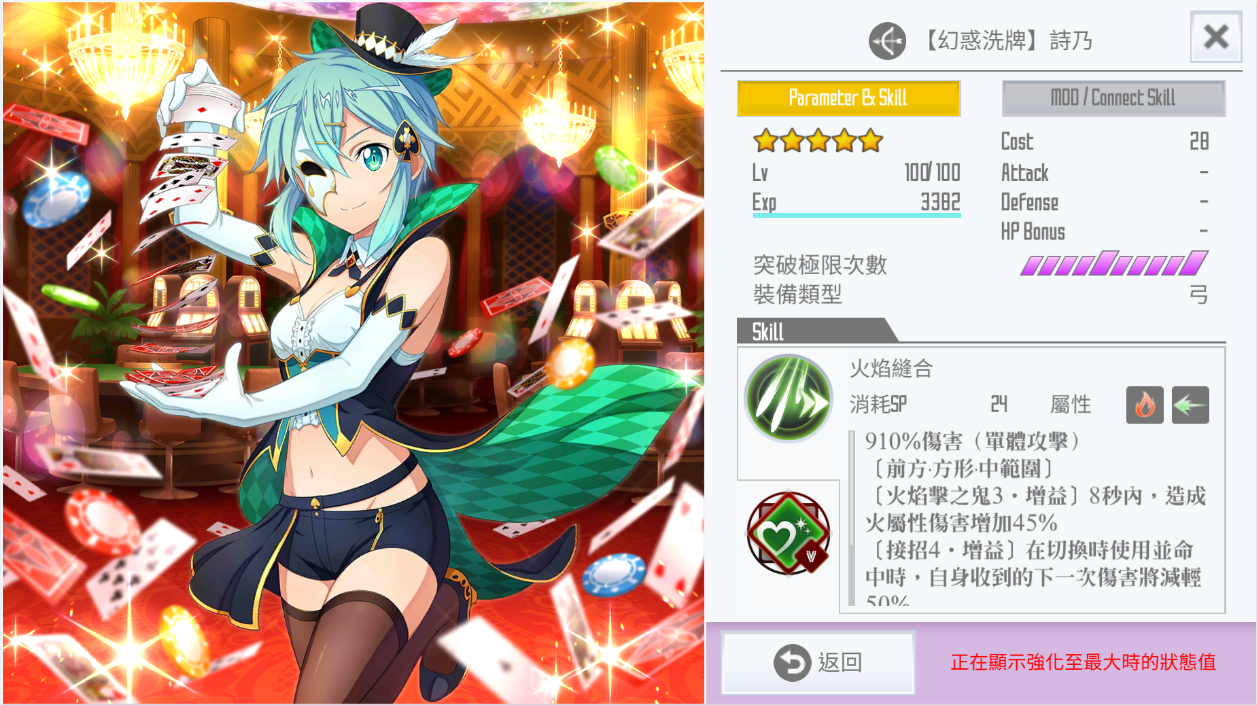 【幻惑洗牌】詩乃
Parameter & Skill
MOD / Connect Skill
Lv 100/100
Exp 3382
Cost 28
Attack -
Defense -
HP Bonus -
突破極限次數
裝備類型 弓
Skill
火焰縫合
消耗SP 24 屬性
910%傷害（單體攻擊）
〔前方·方形·中範圍〕
〔火焰擊之鬼3・增益〕8秒內，造成
火屬性傷害增加45%
〔接招4・增益〕在切換時使用並命
中時，自身收到的下一次傷害將減輕
50%
V
返回
正在顯示強化至最大時的狀態值